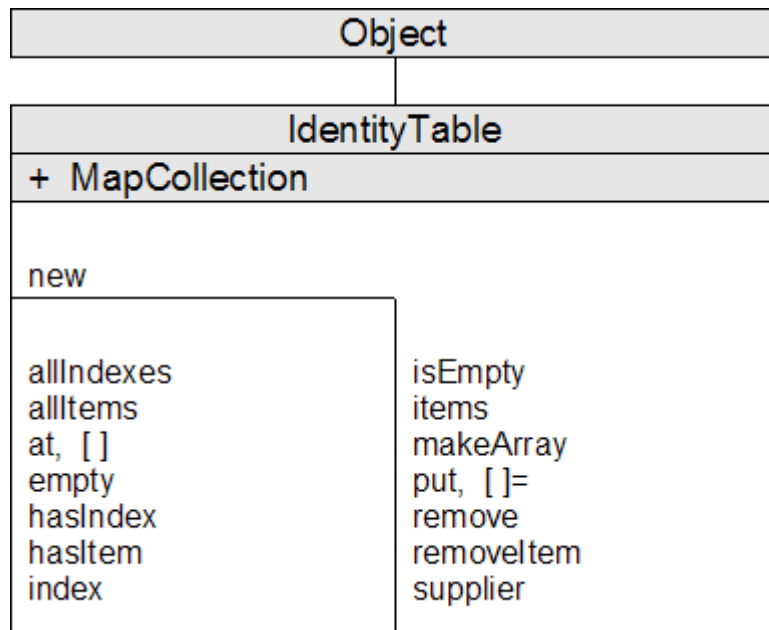 Object
IdentityTable
+ MapCollection
new
allIndexes
allItems
at, [ ]
empty
hasIndex
hasItem
index
isEmpty
items
makeArray
put, [ ]=
remove
removeItem
supplier